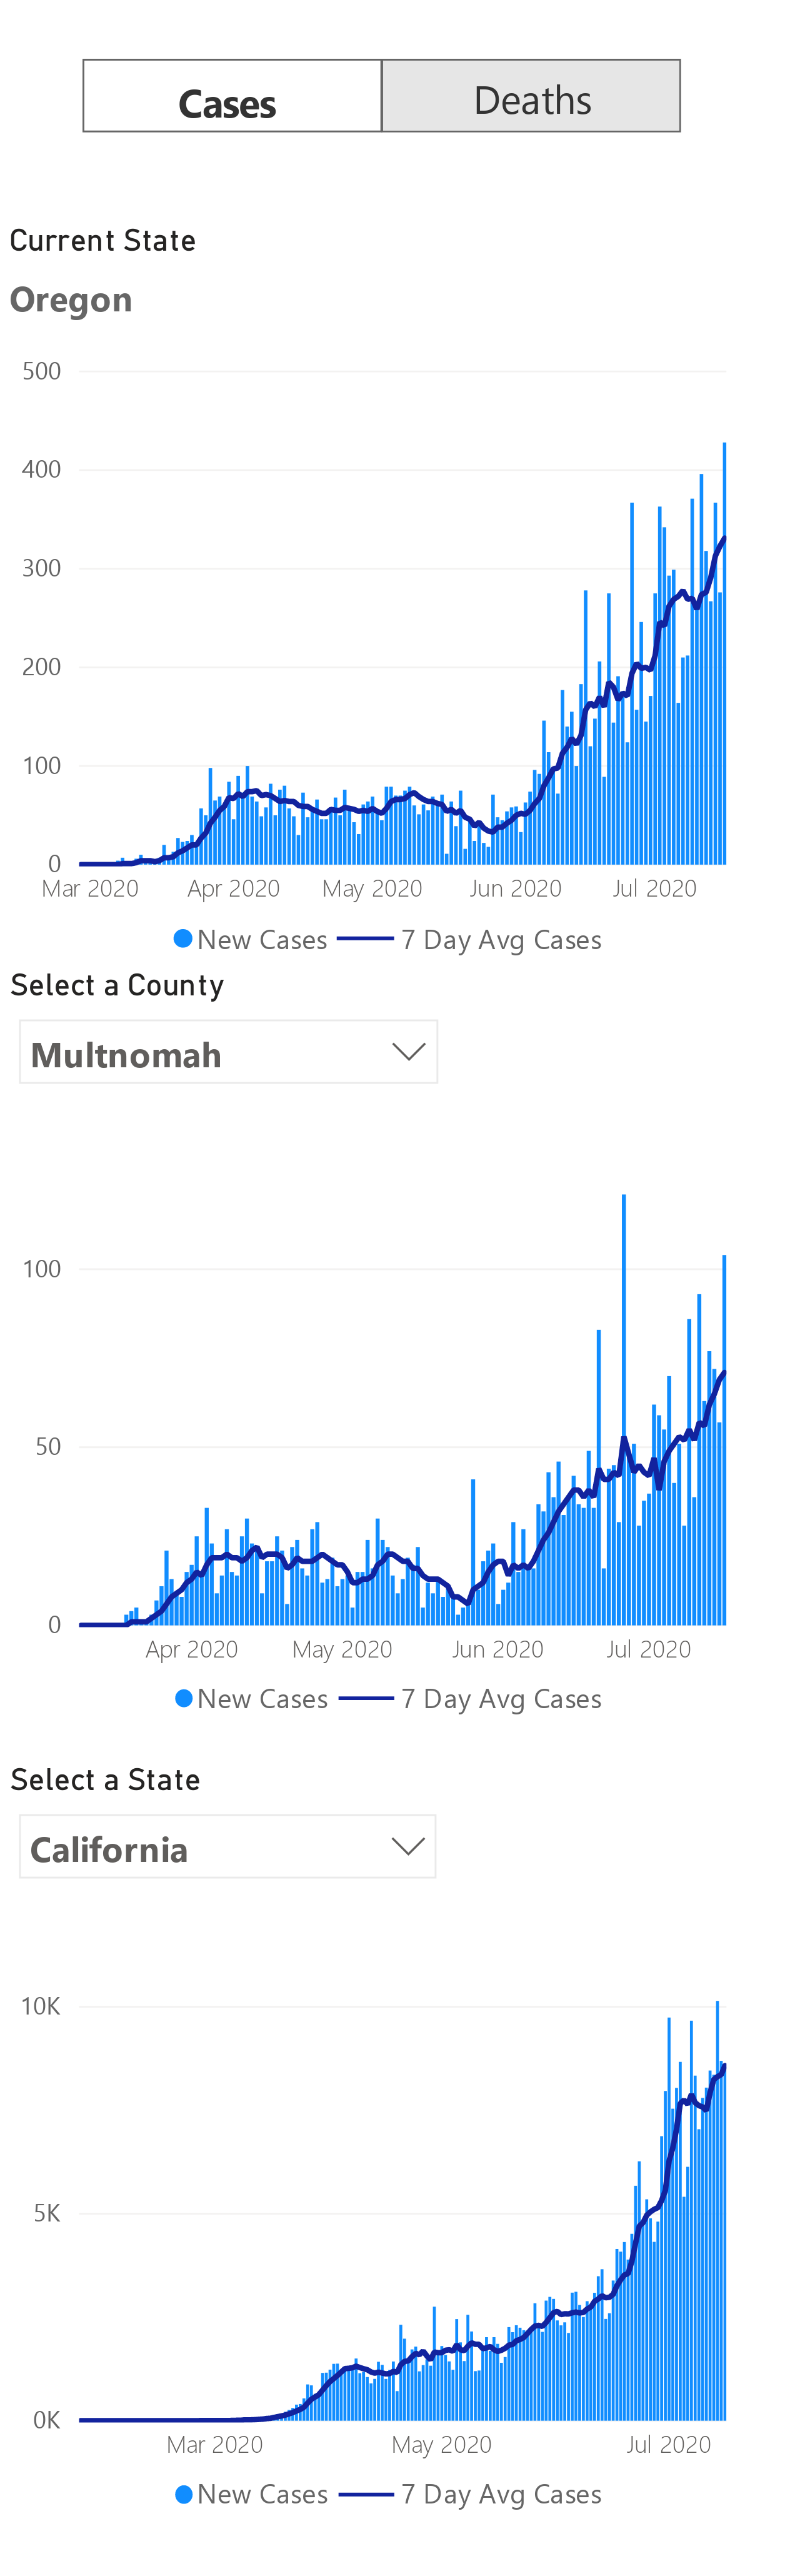 Cases Deaths
Current State
Oregon
500
400
300
200
100
0
Mar 2020 Apr 2020 May 2020 Jun 2020 Jul 2020
New Cases 7 Day Avg Cases
Select a County
Multnomah
100
50
0
Apr 2020 May 2020 Jun 2020 Jul 2020
New Cases 7 Day Avg Cases
Select a State
California
10K
5K
0K
Mar 2020 May 2020 Jul 2020
New Cases 7 Day Avg Cases